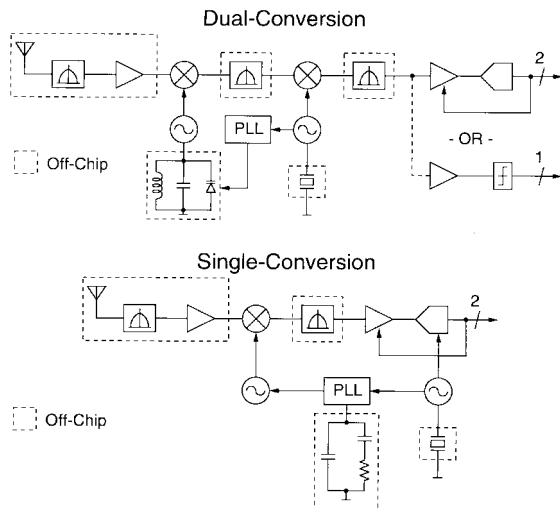 Dual-Conversion
2
PLL
- OR -
Off-Chip
1
Single-Conversion
2
PLL
Off-Chip